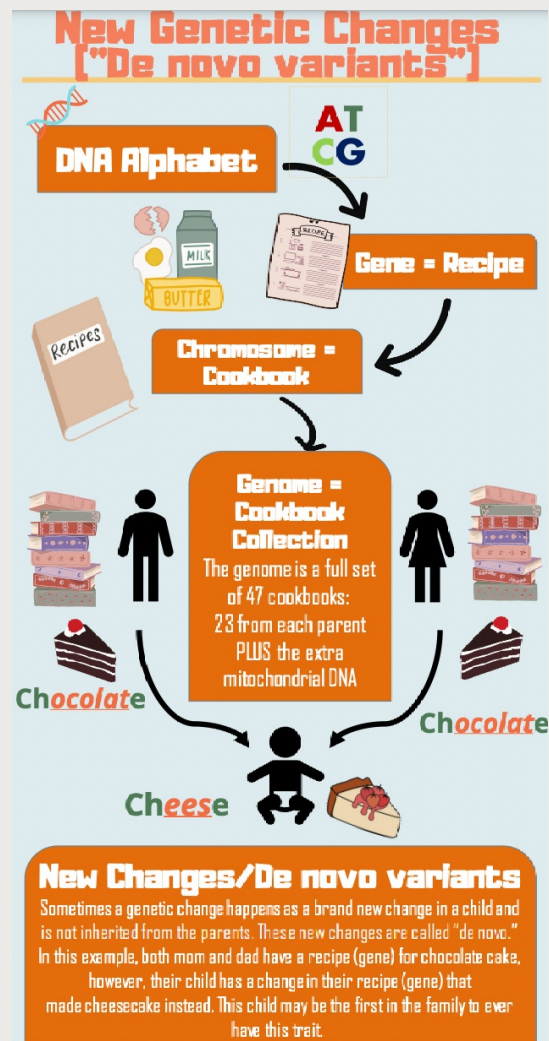 New Genetic Changes
["De novo variants"]
DNA Alphabet
AT
CG
MILK
BUTTER
RECIPE
Gene = Recipe
Recipes
Chromosome =
Cookbook
Genome =
Cookbook
Collection
The genome is a full set
of 47 cookbooks:
23 from each parent
PLUS the extra
mitochondrial DNA
Chocolate
Chocolate
Cheese
New Changes/De novo variants
Sometimes a genetic change happens as a brand new change in a child and
is not inherited from the parents. These new changes are called "de novo."
In this example, both mom and dad have a recipe (gene) for chocolate cake,
however, their child has a change in their recipe (gene) that
made cheesecake instead. This child may be the first in the family to ever
have this trait.